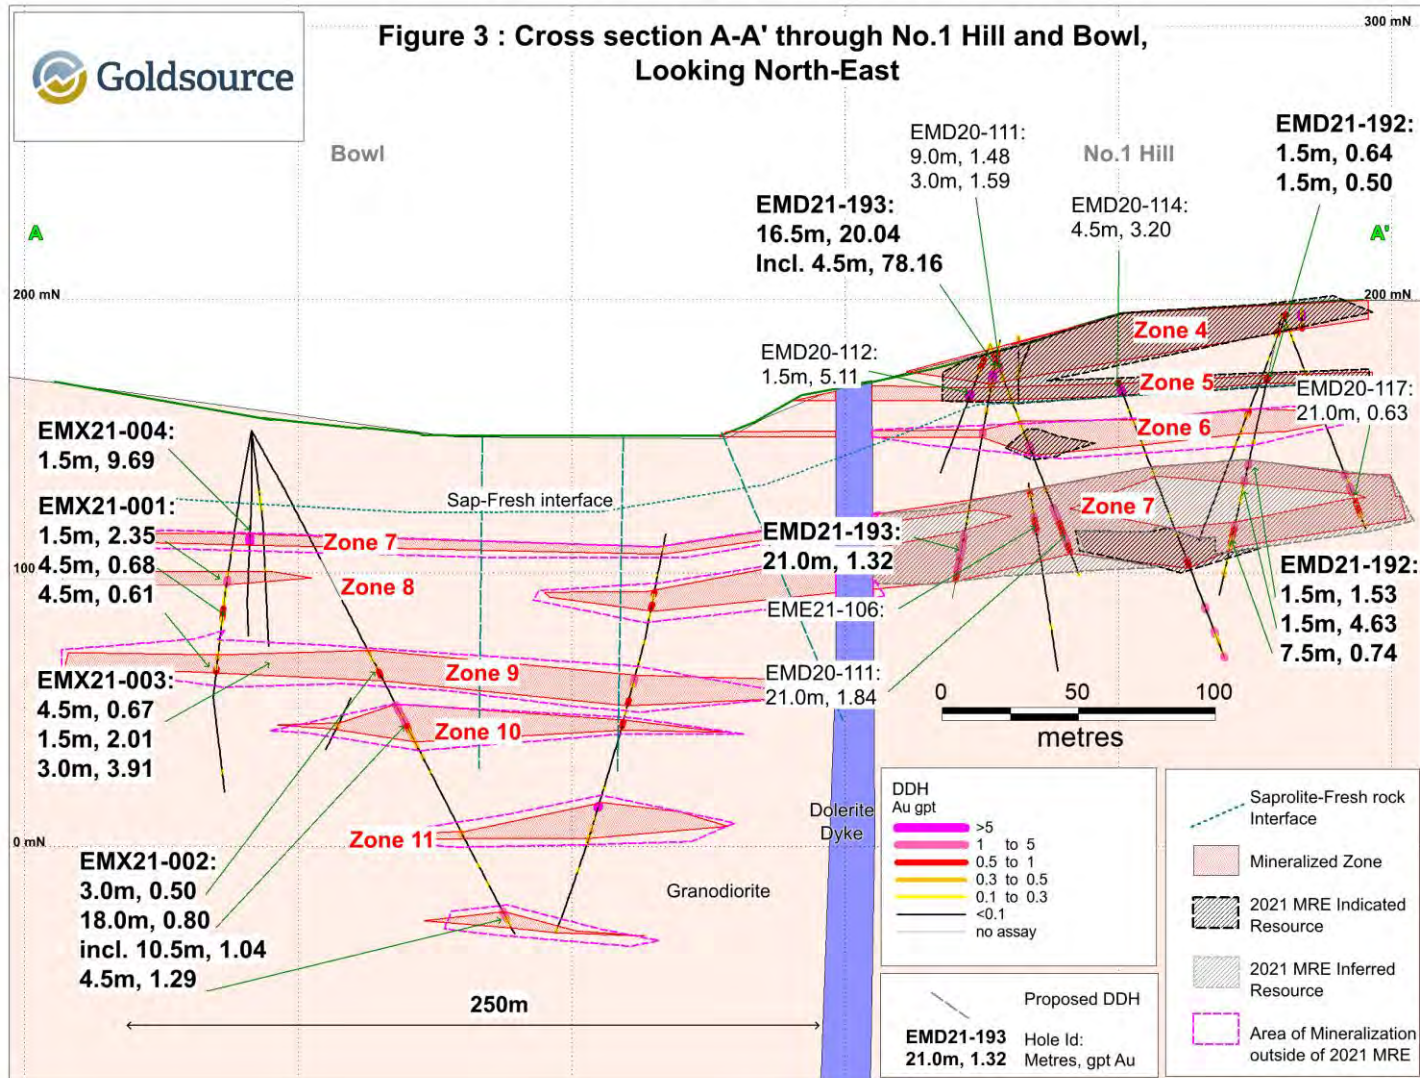 Figure 3 : Cross section A-A' through No.1 Hill and Bowl,
Looking North-East
Goldsource
300 mN
Bowl
No.1 Hill
EMD20-111:
9.0m, 1.48
3.0m, 1.59
EMD21-192:
1.5m, 0.64
1.5m, 0.50
EMD21-193:
16.5m, 20.04
Incl. 4.5m, 78.16
EMD20-114:
4.5m, 3.20
A
A'
200 mN
200 mN
Zone 4
EMD20-112:
1.5m, 5.11
Zone 5
EMD20-117:
21.0m, 0.63
Zone 6
EMX21-004:
1.5m, 9.69
Sap-Fresh interface
EMX21-001:
1.5m, 2.35
4.5m, 0.68
4.5m, 0.61
Zone 7
Zone 7
EMD21-193:
21.0m, 1.32
100
100 m
Zone 8
EMD21-192:
1.5m, 1.53
1.5m, 4.63
7.5m, 0.74
EME21-106:
Zone 9
EMD20-111:
21.0m, 1.84
EMX21-003:
4.5m, 0.67
1.5m, 2.01
3.0m, 3.91
Zone 10
0 50 100
metres
Dolerite
Dyke
Zone 11
0 mN
Granodiorite
EMX21-002:
3.0m, 0.50
18.0m, 0.80
incl. 10.5m, 1.04
4.5m, 1.29
250m
DDH
Au gpt
>5
1 to 5
0.5 to 1
0.3 to 0.5
0.1 to 0.3
<0.1
no assay
Proposed DDH
EMD21-193 Hole Id:
21.0m, 1.32 Metres, gpt Au
Saprolite-Fresh rock
Interface
Mineralized Zone
2021 MRE Indicated
Resource
2021 MRE Inferred
Resource
Area of Mineralization
outside of 2021 MRE